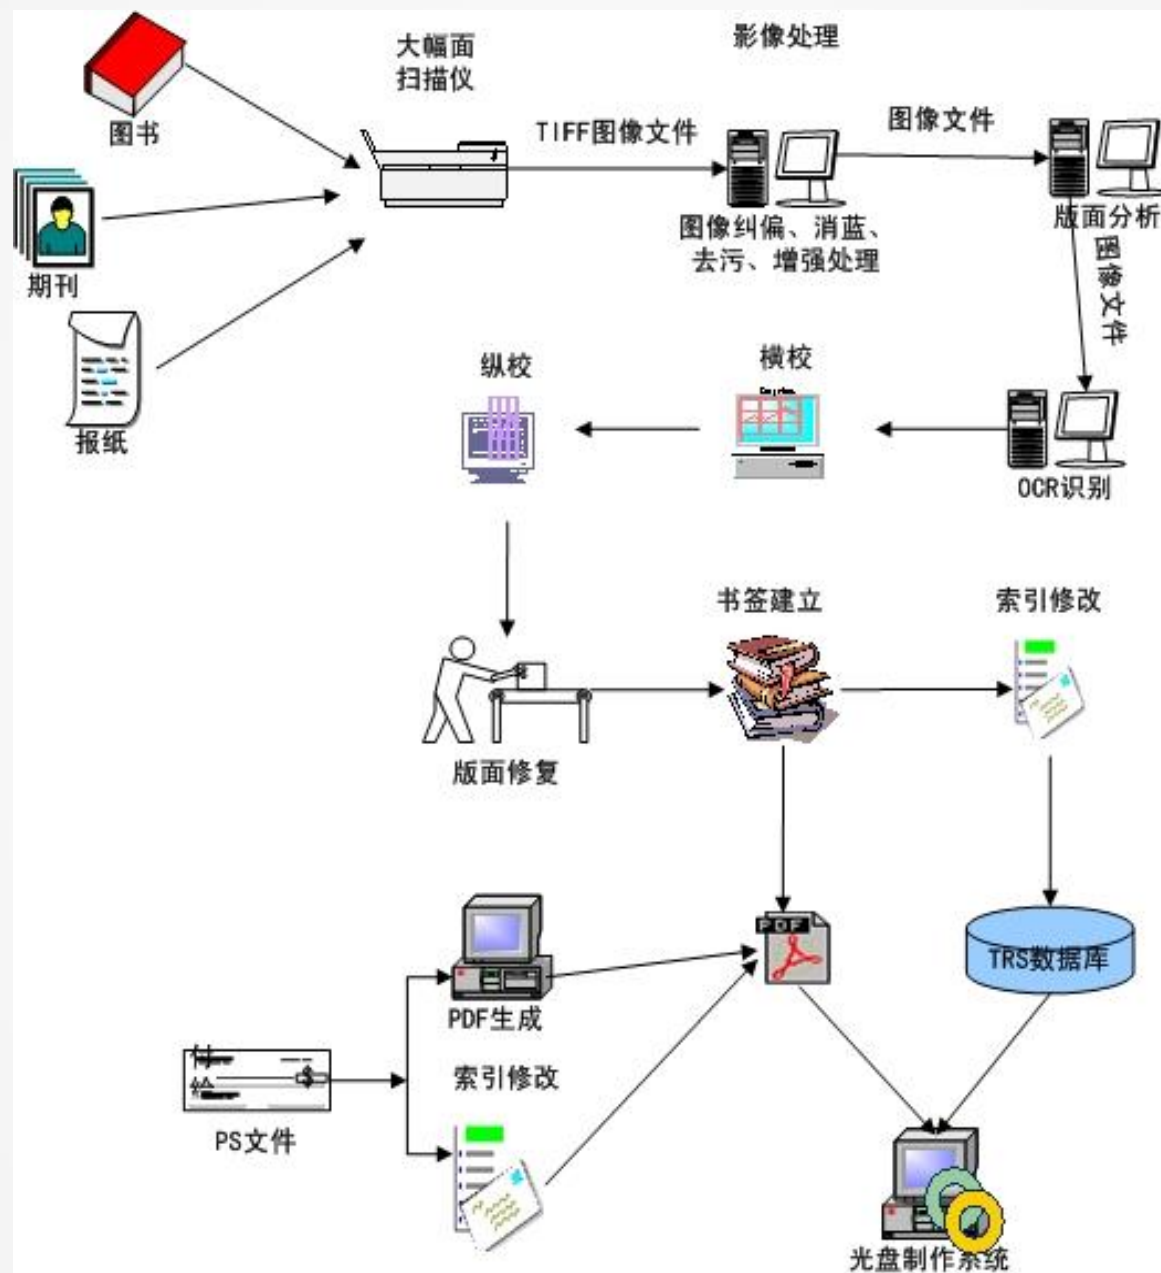 影像处理
大幅面
扫描仪
图书
TIFF图像文件
图像文件
图像纠偏、消蓝、
去污、增强处理
版面分析
图像文件
期刊
报纸
纵校
横校
OCR识别
书签建立
索引修改
版面修复
PDF
TRS数据库
PDF生成
付
给
$
索引修改
PS文件
光盘制作系统